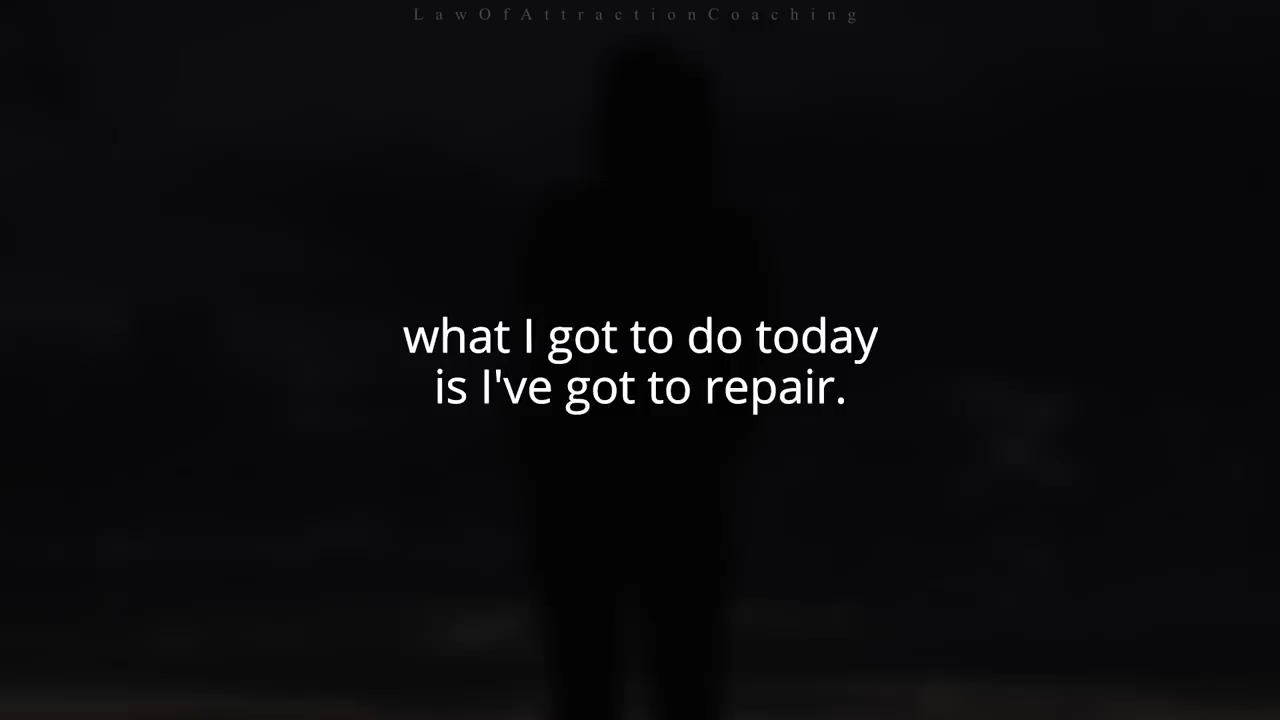 LawOfAttractionCoaching
what I got to do today
is I've got to repair.